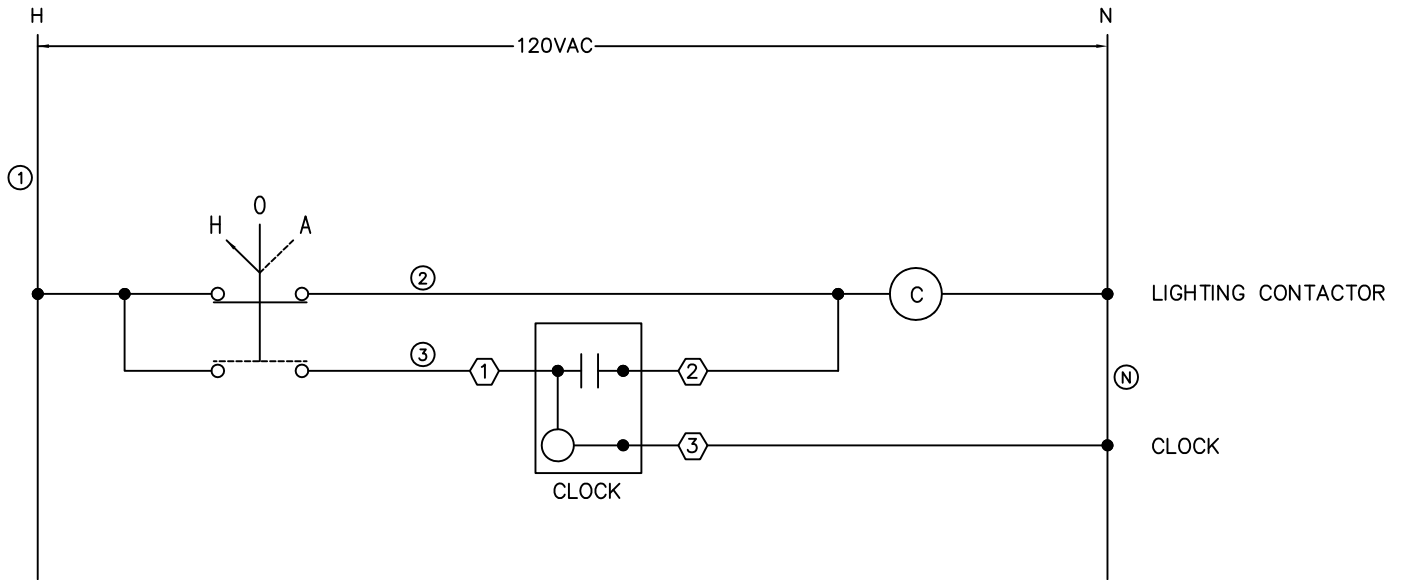 H N
120VAC
1
O
H A
2
C LIGHTING CONTACTOR
3 1 2
N
3 CLOCK
CLOCK